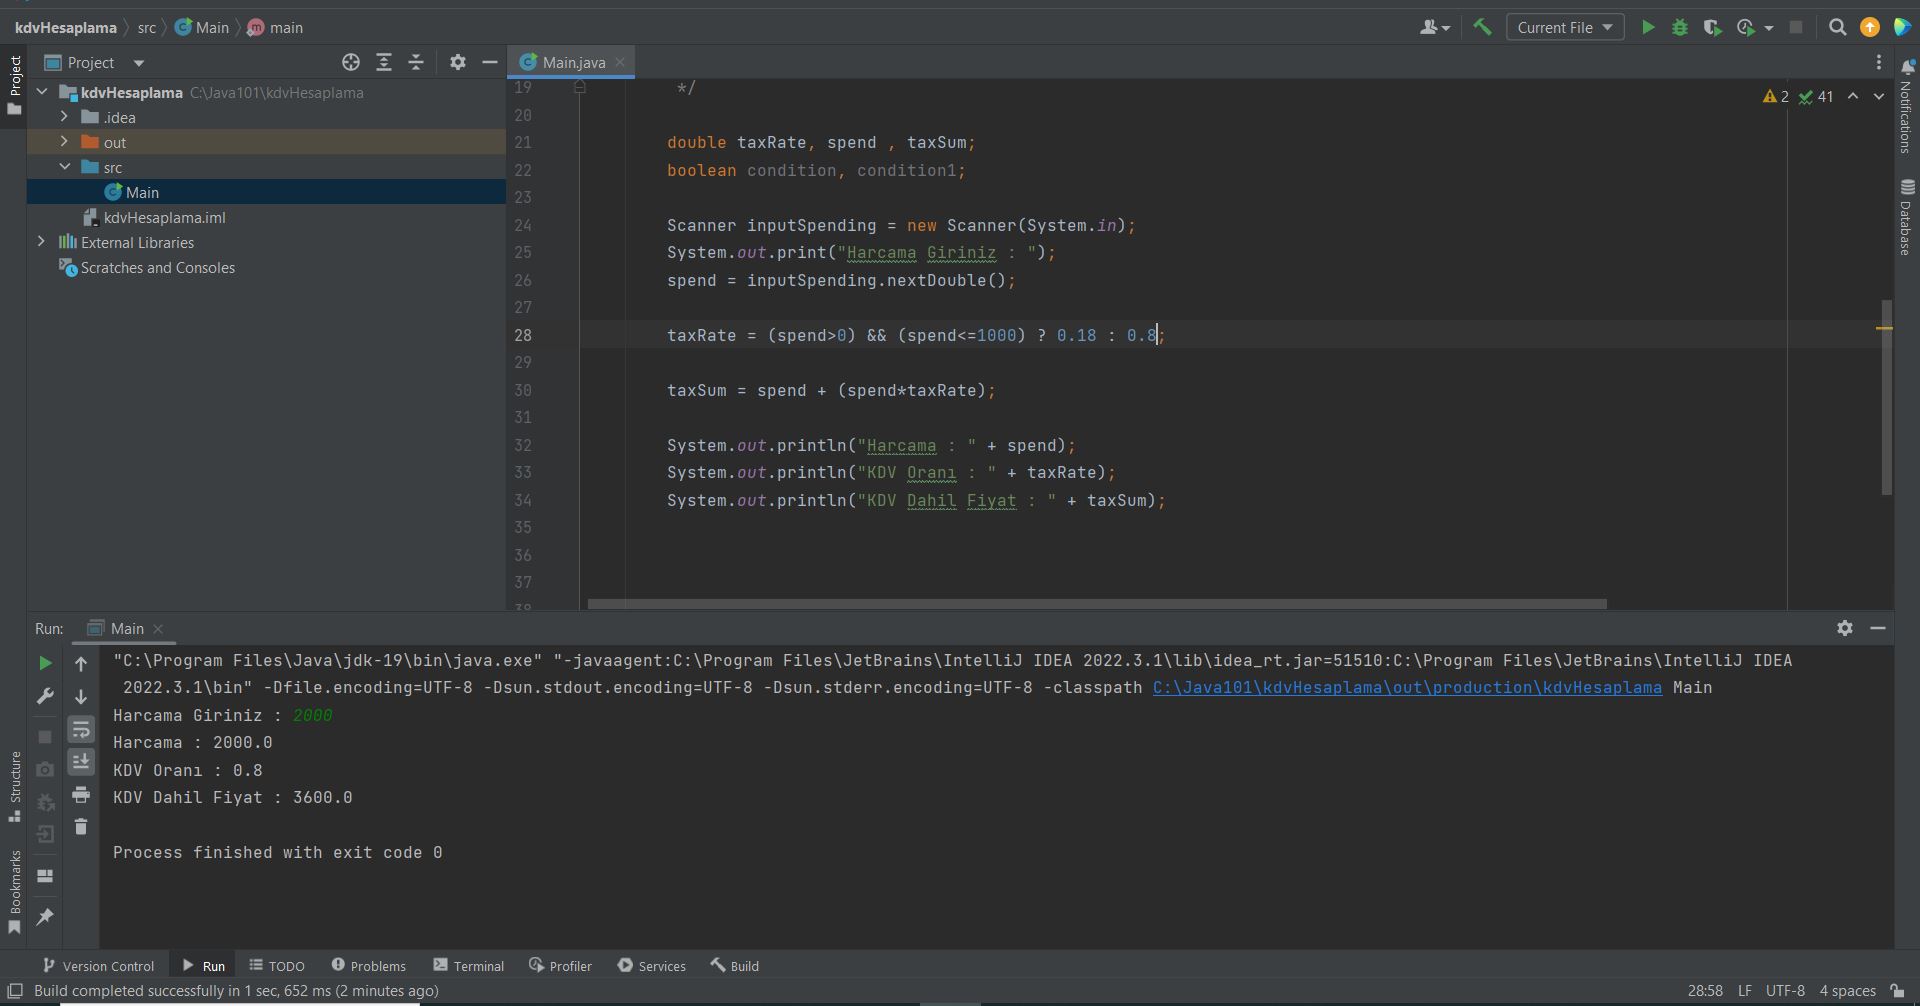 kdvHesaplama src Main main Current File
Project
Project Main.java
kdvHesaplama C:\Java101\kdvHesaplama
.idea
out
src
Main
kdvHesaplama.iml
External Libraries
Scratches and Consoles
2 41
19 */
20
21 double taxRate, spend , taxSum;
22 boolean condition, condition1;
23
24 Scanner inputSpending = new Scanner(System.in);
25 System.out.print("Harcama Giriniz : ");
26 spend = inputSpending.nextDouble();
27
28 taxRate = (spend>0) && (spend<=1000) ? 0.18 : 0.8;
29
30 taxSum = spend + (spend*taxRate);
31
32 System.out.println("Harcama : " + spend);
33 System.out.println("KDV Oranı : " + taxRate);
34 System.out.println("KDV Dahil Fiyat : " + taxSum);
35
36
37
38
Notifications
Database
Run: Main
"C:\Program Files\Java\jdk-19\bin\java.exe" "-javaagent:C:\Program Files\JetBrains\IntelliJ IDEA 2022.3.1\lib\idea_rt.jar=51510:C:\Program Files\JetBrains\IntelliJ IDEA
2022.3.1\bin" -Dfile.encoding=UTF-8 -Dsun.stdout.encoding=UTF-8 -Dsun.stderr.encoding=UTF-8 -classpath C:\Java101\kdvHesaplama\out\production\kdvHesaplama Main
Harcama Giriniz : 2000
Harcama : 2000.0
KDV Oranı : 0.8
KDV Dahil Fiyat : 3600.0
Process finished with exit code 0
Structure
Bookmarks
Version Control Run TODO Problems Terminal Profiler Services Build
Build completed successfully in 1 sec, 652 ms (2 minutes ago) 28:58 LF UTF-8 4 spaces